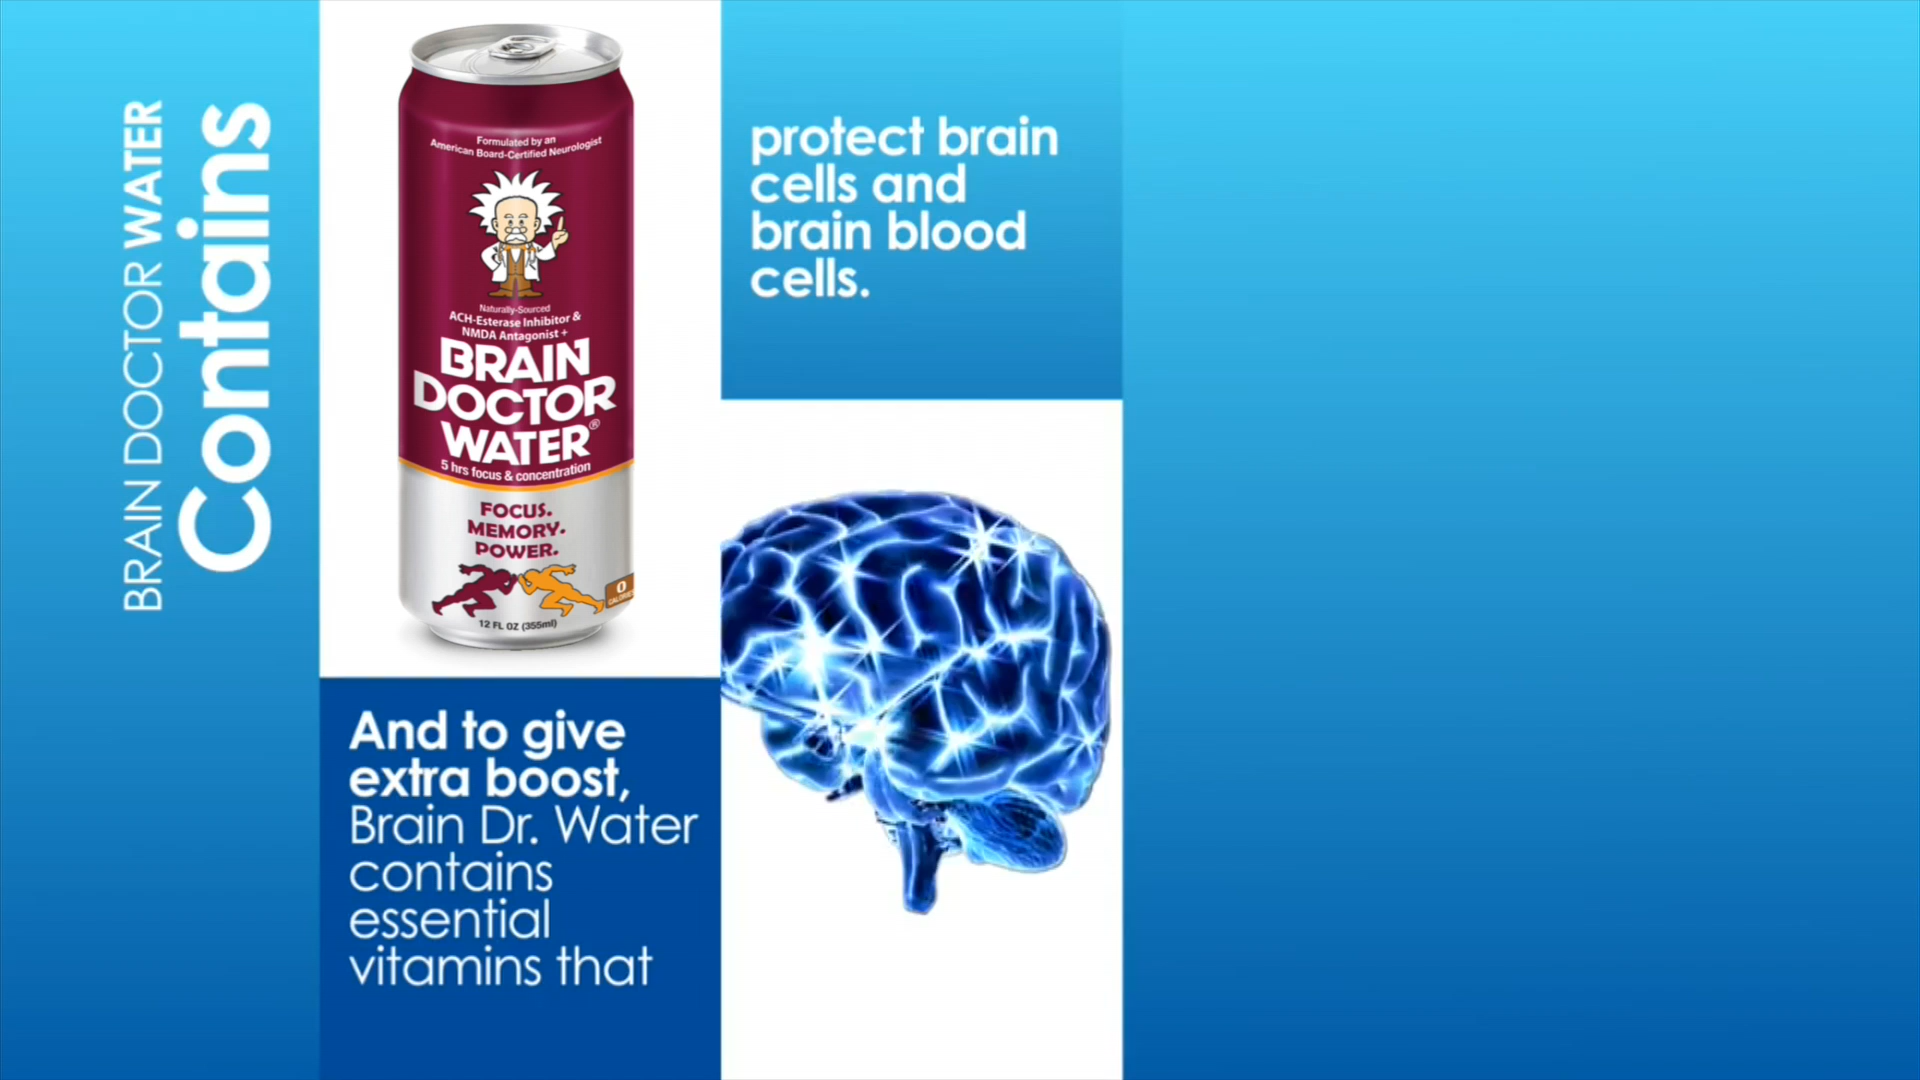 BRAIN DOCTOR WATER
Contains
Formulated by an
American Board-Certified Neurologist
Naturally-Sourced
ACH-Esterase Inhibitor &
NMDA Antagonist +
BRAIN
DOCTOR
WATER®
5 hrs focus & concentration
FOCUS.
MEMORY.
POWER.
0
CALORIES
12 FL OZ (355ml)
And to give
extra boost,
Brain Dr. Water
contains
essential
vitamins that
protect brain
cells and
brain blood
cells.